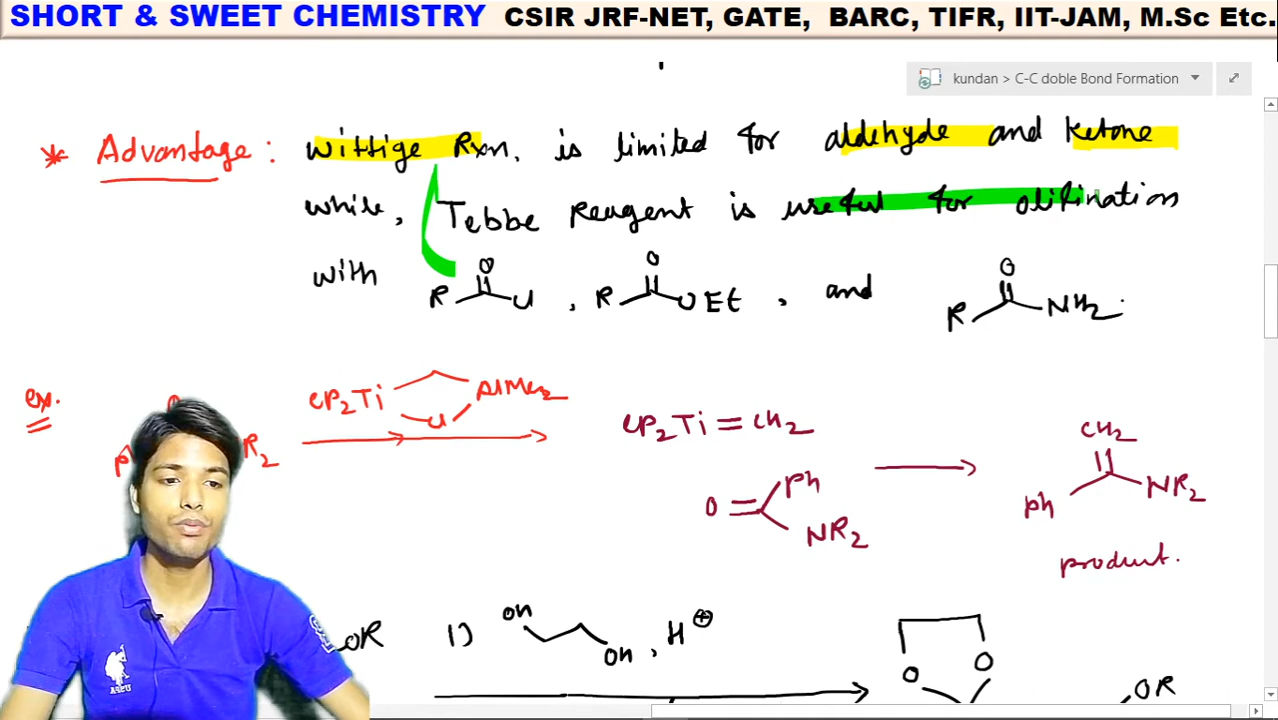 SHORT & SWEET CHEMISTRY CSIR JRF-NET, GATE, BARC, TIFR, IIT-JAM, M.Sc Etc.
kundan > C-C doble Bond Formation
* Advantage : Wittige Rxn. is limited for aldehyde and ketone
while, Tebbe Reagent is useful for olifination
with R O Cl , R O OEt , and R O NH2 .
ex. R2 CP2Ti Cl AlMe2
CP2Ti = CH2
O Ph NR2
CH2 Ph NR2
product.
OR 1) OH OH , H⊕
O O OR